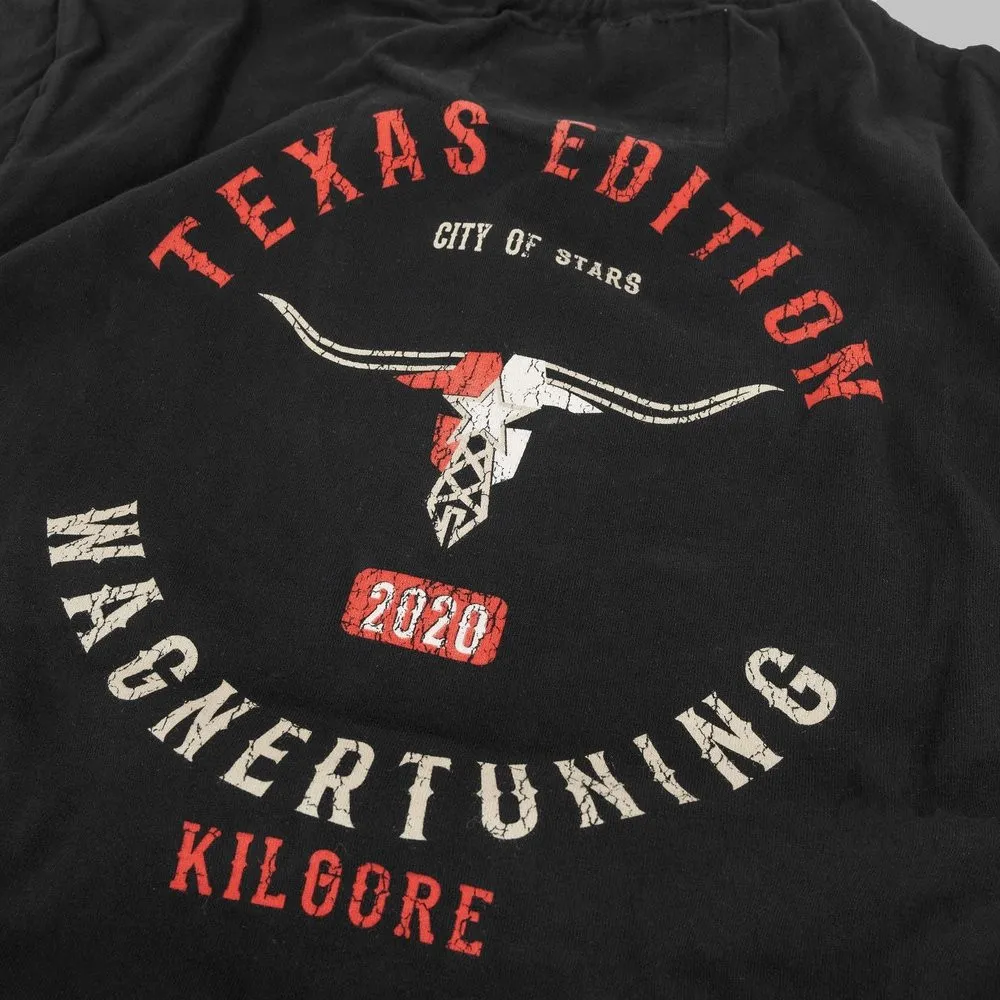 TEXAS EDITION
CITY OF STARS
2020
WAGNERTUNING
KILGORE